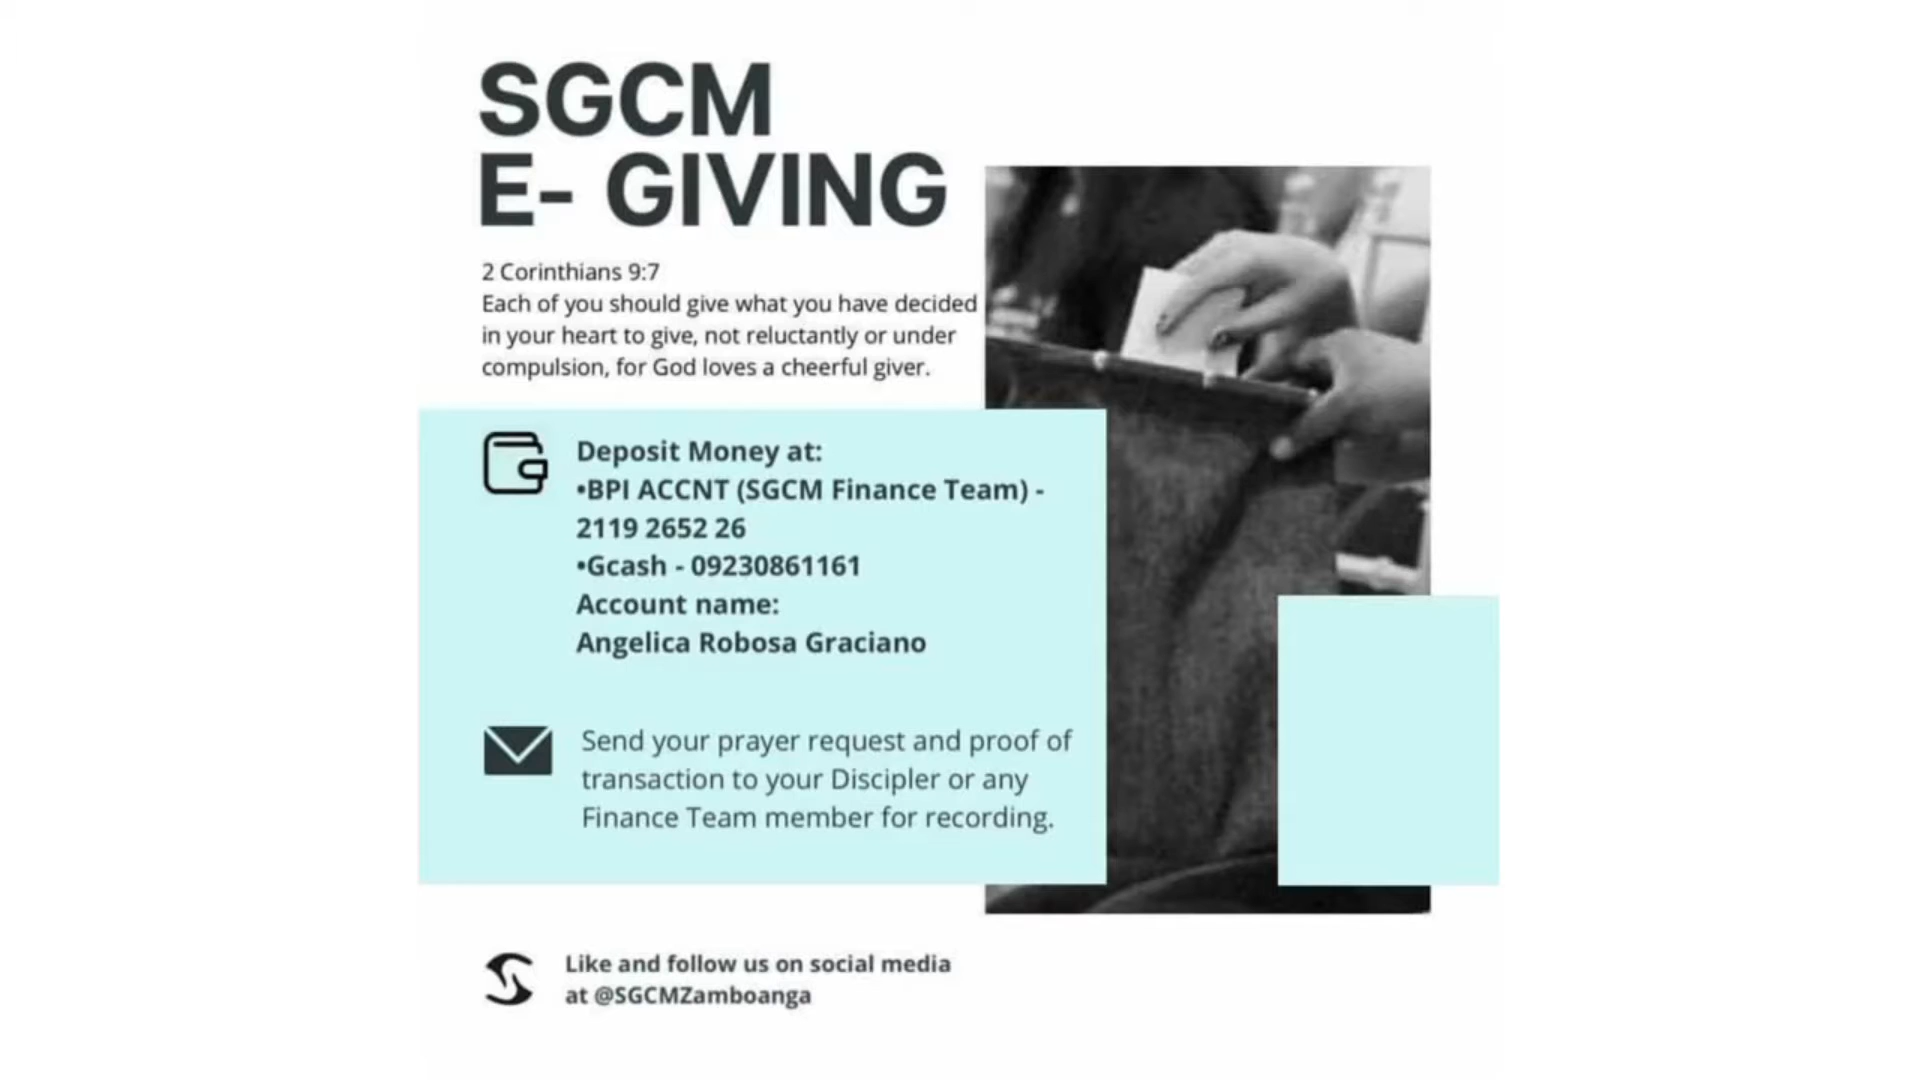 SGCM
E- GIVING
2 Corinthians 9:7
Each of you should give what you have decided
in your heart to give, not reluctantly or under
compulsion, for God loves a cheerful giver.
Deposit Money at:
•BPI ACCNT (SGCM Finance Team) -
2119 2652 26
•Gcash - 09230861161
Account name:
Angelica Robosa Graciano
Send your prayer request and proof of
transaction to your Discipler or any
Finance Team member for recording.
Like and follow us on social media
at @SGCMZamboanga